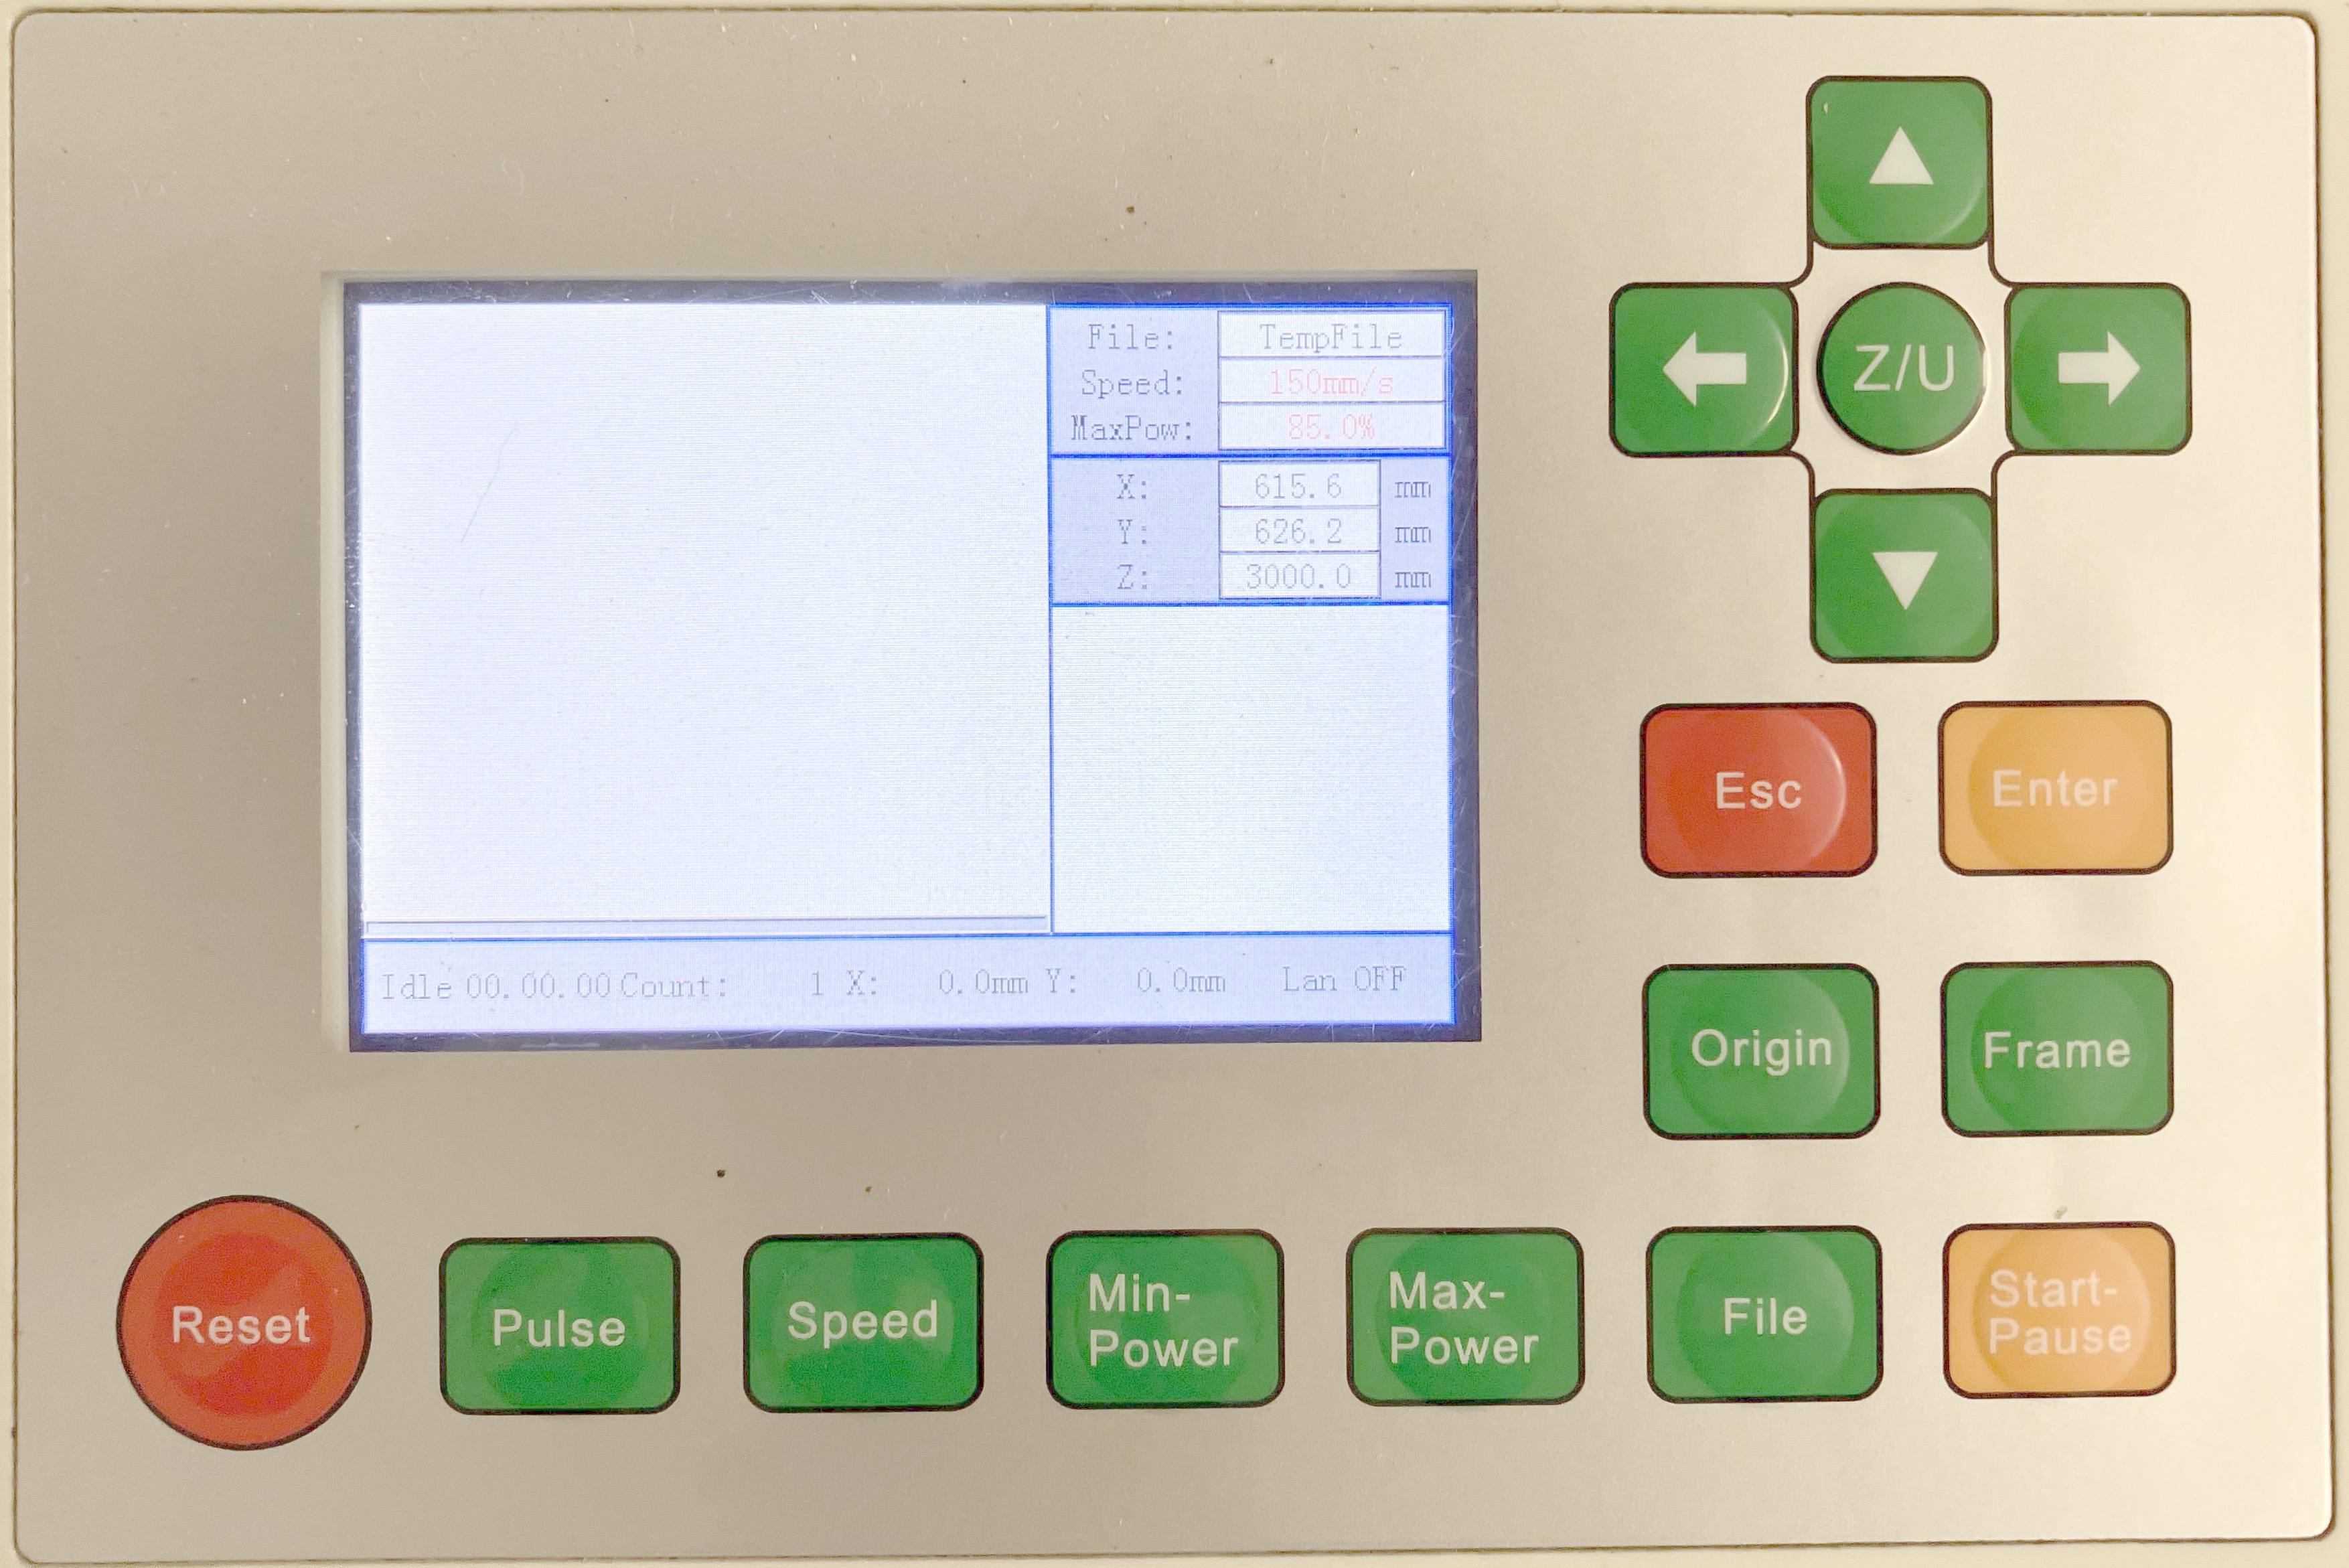 File: TempFile
Speed: 150mm/s
MaxPow: 85.0%
X: 615.6 mm
Y: 626.2 mm
Z: 3000.0 mm
Idle 00.00.00 Count: 1 X: 0.0mm Y: 0.0mm Lan OFF
Z/U
Esc Enter
Origin Frame
Reset
Pulse
Speed
Min-
Power
Max-
Power
File
Start-
Pause